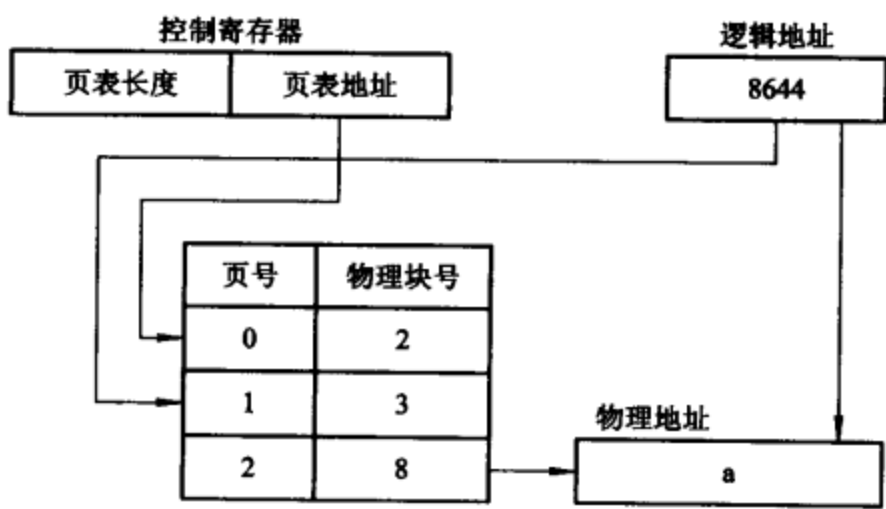 控制寄存器
逻辑地址
页表长度 页表地址
8644
页号 物理块号
0 2
1 3
物理地址
2 8
a